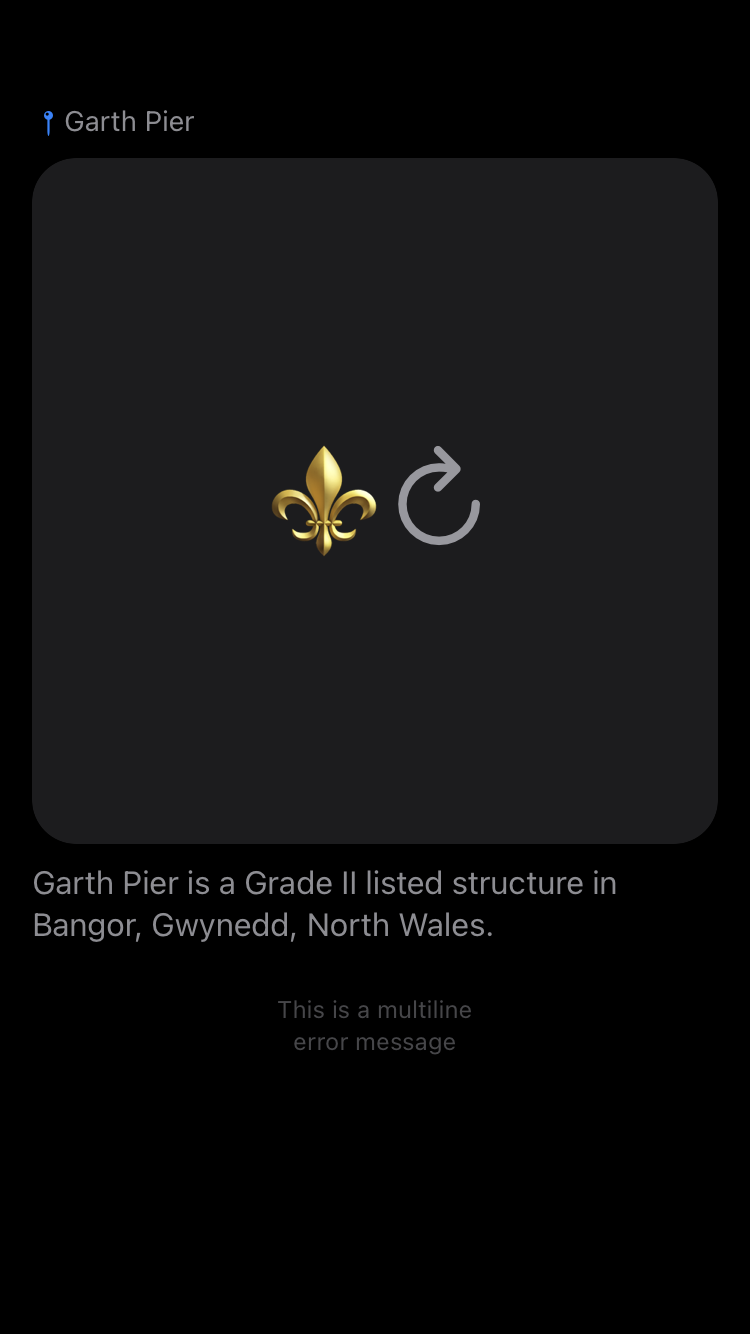 Garth Pier
Garth Pier is a Grade II listed structure in
Bangor, Gwynedd, North Wales.
This is a multiline
error message